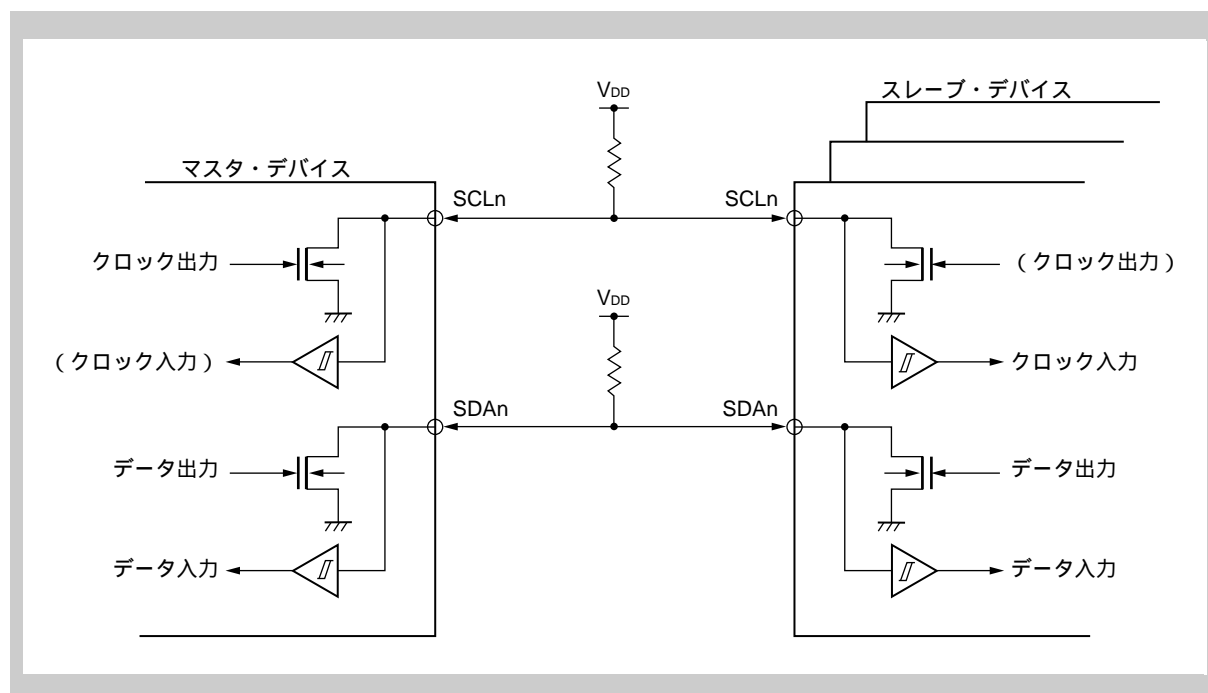 VDD
スレーブ・デバイス
マスタ・デバイス
SCLn
SCLn
クロック出力
(クロック出力)
VDD
(クロック入力)
クロック入力
SDAn
SDAn
データ出力
データ出力
データ入力
データ入力